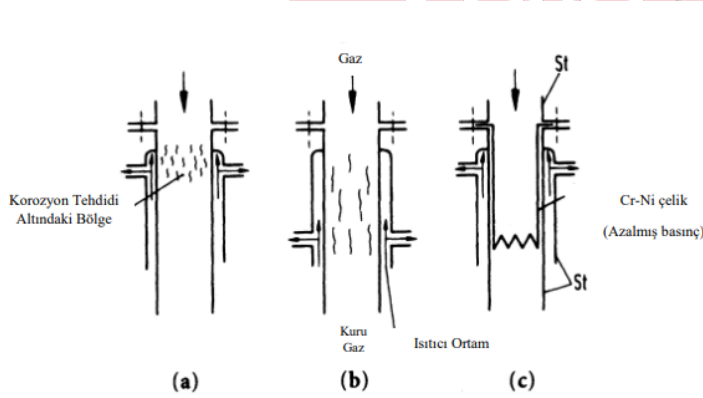 Gaz
St
Korozyon Tehdidi
Altındaki Bölge
Cr-Ni çelik
(Azalmış basınç)
St
Kuru
Gaz
Isıtıcı Ortam
(a)
(b)
(c)